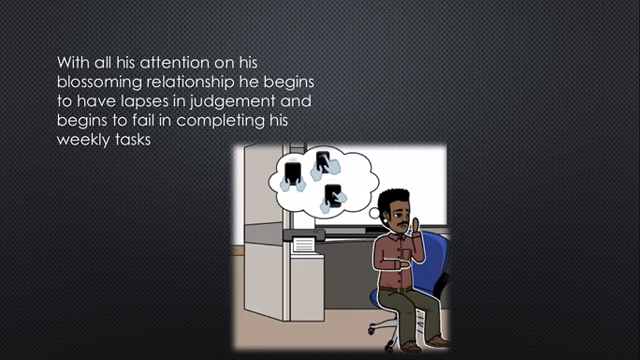 With all his attention on his
blossoming relationship he begins
to have lapses in judgement and
begins to fail in completing his
weekly tasks